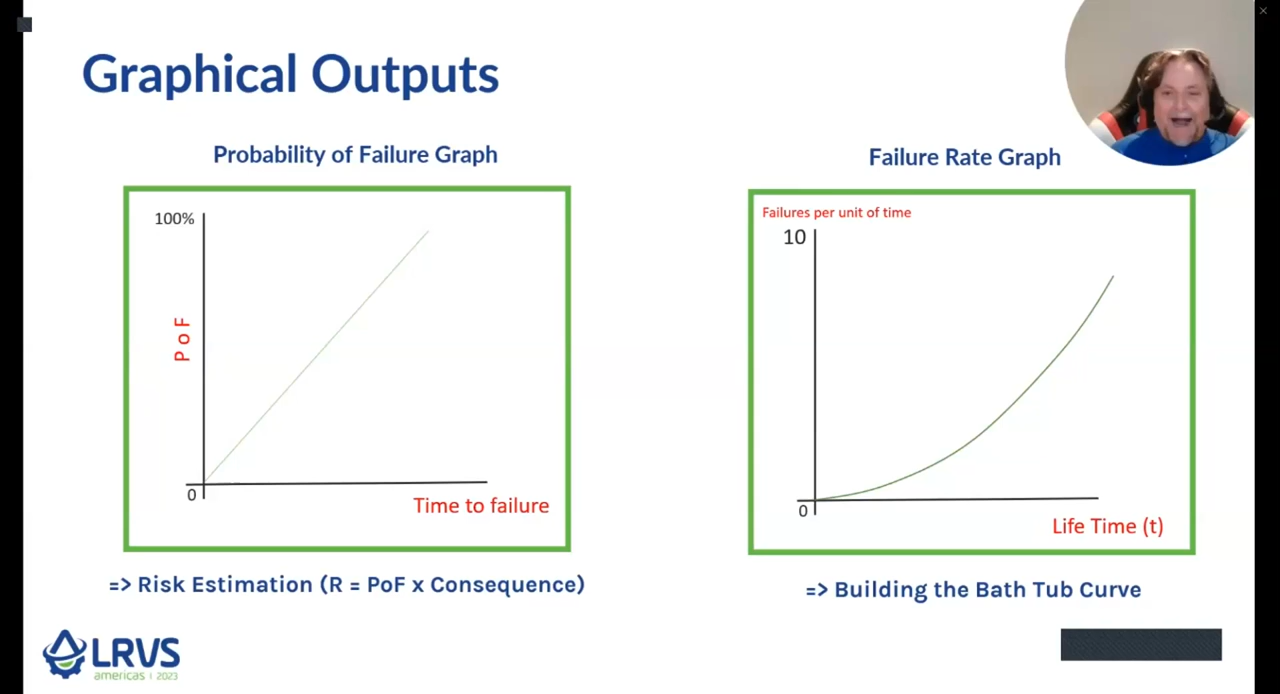 Graphical Outputs
Probability of Failure Graph
100%
P o F
0
Time to failure
=> Risk Estimation (R = PoF x Consequence)
Failure Rate Graph
Failures per unit of time
10
0
Life Time (t)
=> Building the Bath Tub Curve
LRVS
americas | 2023